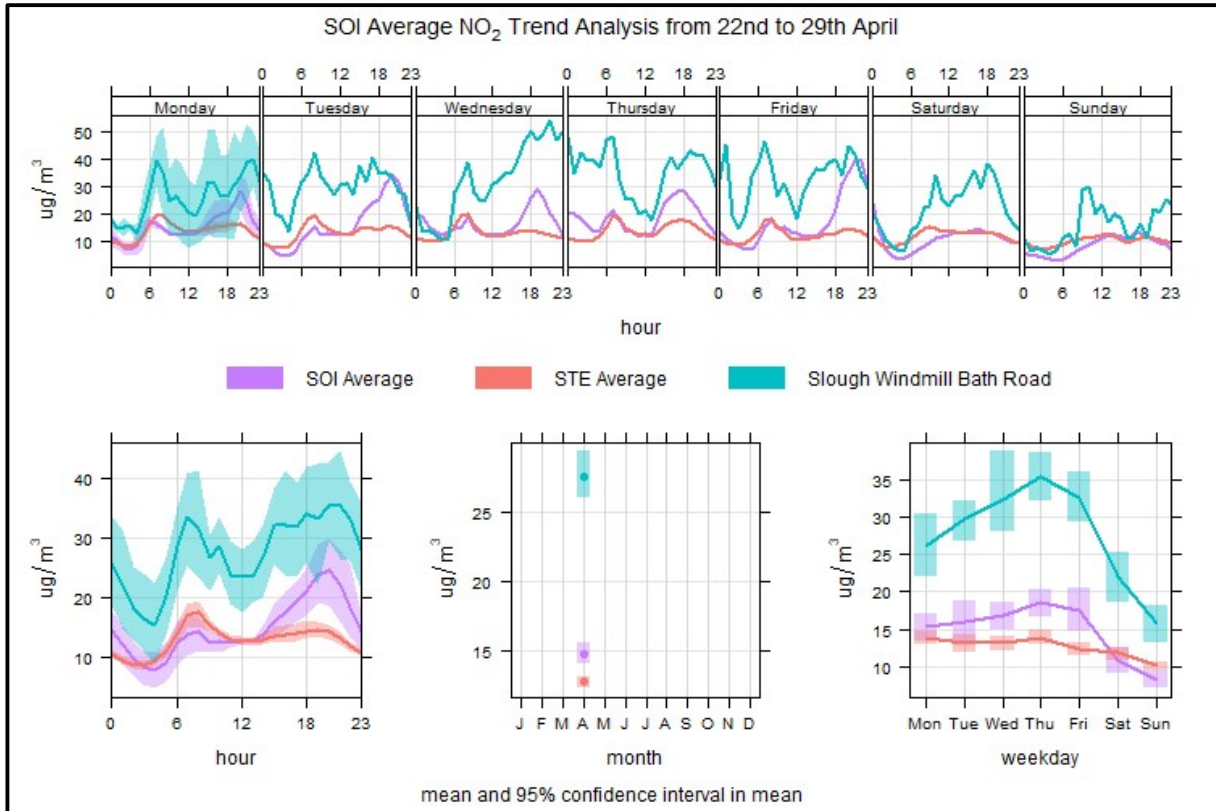 SOI Average NO₂ Trend Analysis from 22nd to 29th April
0 6 12 18 23 0 6 12 18 23 0 6 12 18 23
Monday Tuesday Wednesday Thursday Friday Saturday Sunday
50
40
30
20
10
ug/m³
0 6 12 18 23 0 6 12 18 23 0 6 12 18 23 0 6 12 18 23
hour
SOI Average STE Average Slough Windmill Bath Road
40
30
20
10
ug/m³
0 6 12 18 23
hour
25
20
15
ug/m³
J F M A M J J A S O N D
month
35
30
25
20
15
10
ug/m³
Mon Tue Wed Thu Fri Sat Sun
weekday
mean and 95% confidence interval in mean